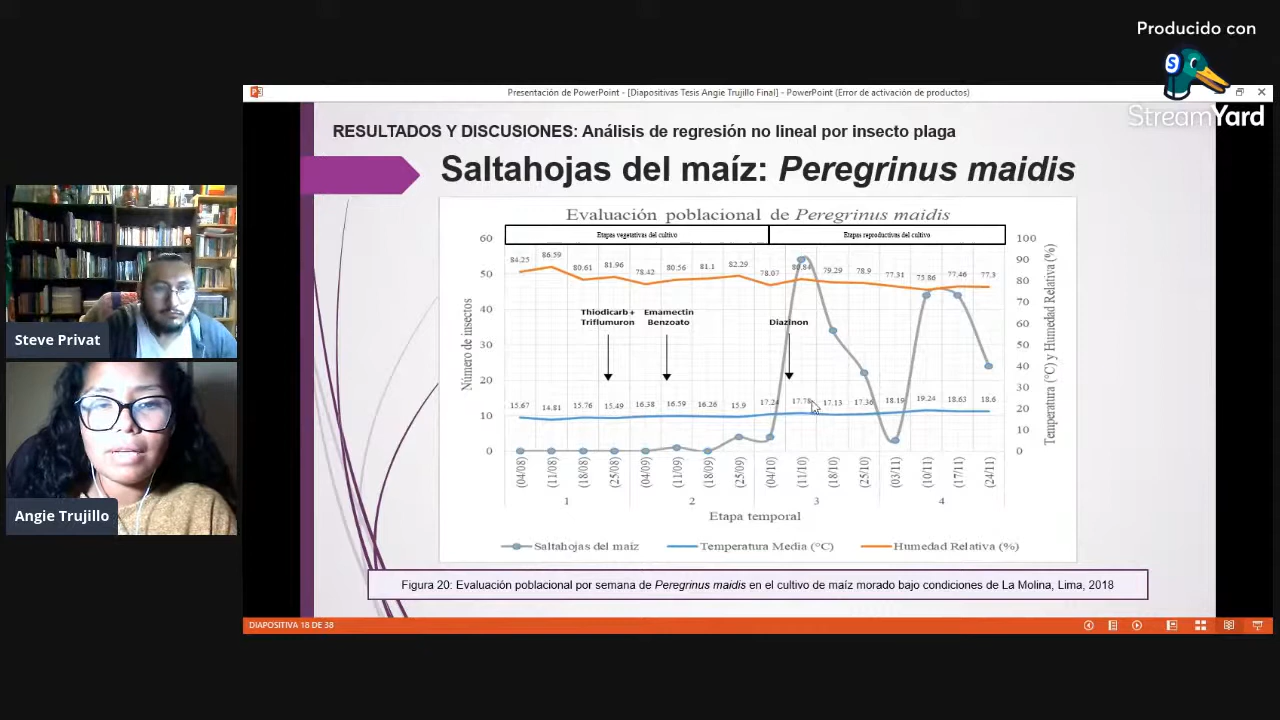 Producido con
StreamYard
Presentación de PowerPoint - [Diapositivas Tesis Angie Trujillo Final] - PowerPoint (Error de activación de productos)
RESULTADOS Y DISCUSIONES: Análisis de regresión no lineal por insecto plaga
Saltahojas del maíz: Peregrinus maidis
Evaluación poblacional de Peregrinus maidis
Etapas vegetativas del cultivo
Etapas reproductivas del cultivo
60
50
40
30
20
10
0
Número de insectos
100
90
80
70
60
50
40
30
20
10
0
Temperatura (°C) y Humedad Relativa (%)
84.25 86.59 80.61 81.96 78.42 80.56 81.1 82.29 78.07 80.84 79.29 78.9 77.31 75.86 77.46 77.3
Thiodicarb +
Triflumuron
Emamectin
Benzoato
Diazinon
15.67 14.81 15.76 15.49 16.38 16.59 16.26 15.9 17.24 17.78 17.13 17.36 18.19 19.24 18.63 18.6
(04/08) (11/08) (18/08) (25/08) (04/09) (11/09) (18/09) (25/09) (04/10) (11/10) (18/10) (25/10) (03/11) (10/11) (17/11) (24/11)
1 2 3 4
Etapa temporal
Saltahojas del maíz
Temperatura Media (°C)
Humedad Relativa (%)
Figura 20: Evaluación poblacional por semana de Peregrinus maidis en el cultivo de maíz morado bajo condiciones de La Molina, Lima, 2018
DIAPOSITIVA 18 DE 38
Steve Privat
Angie Trujillo